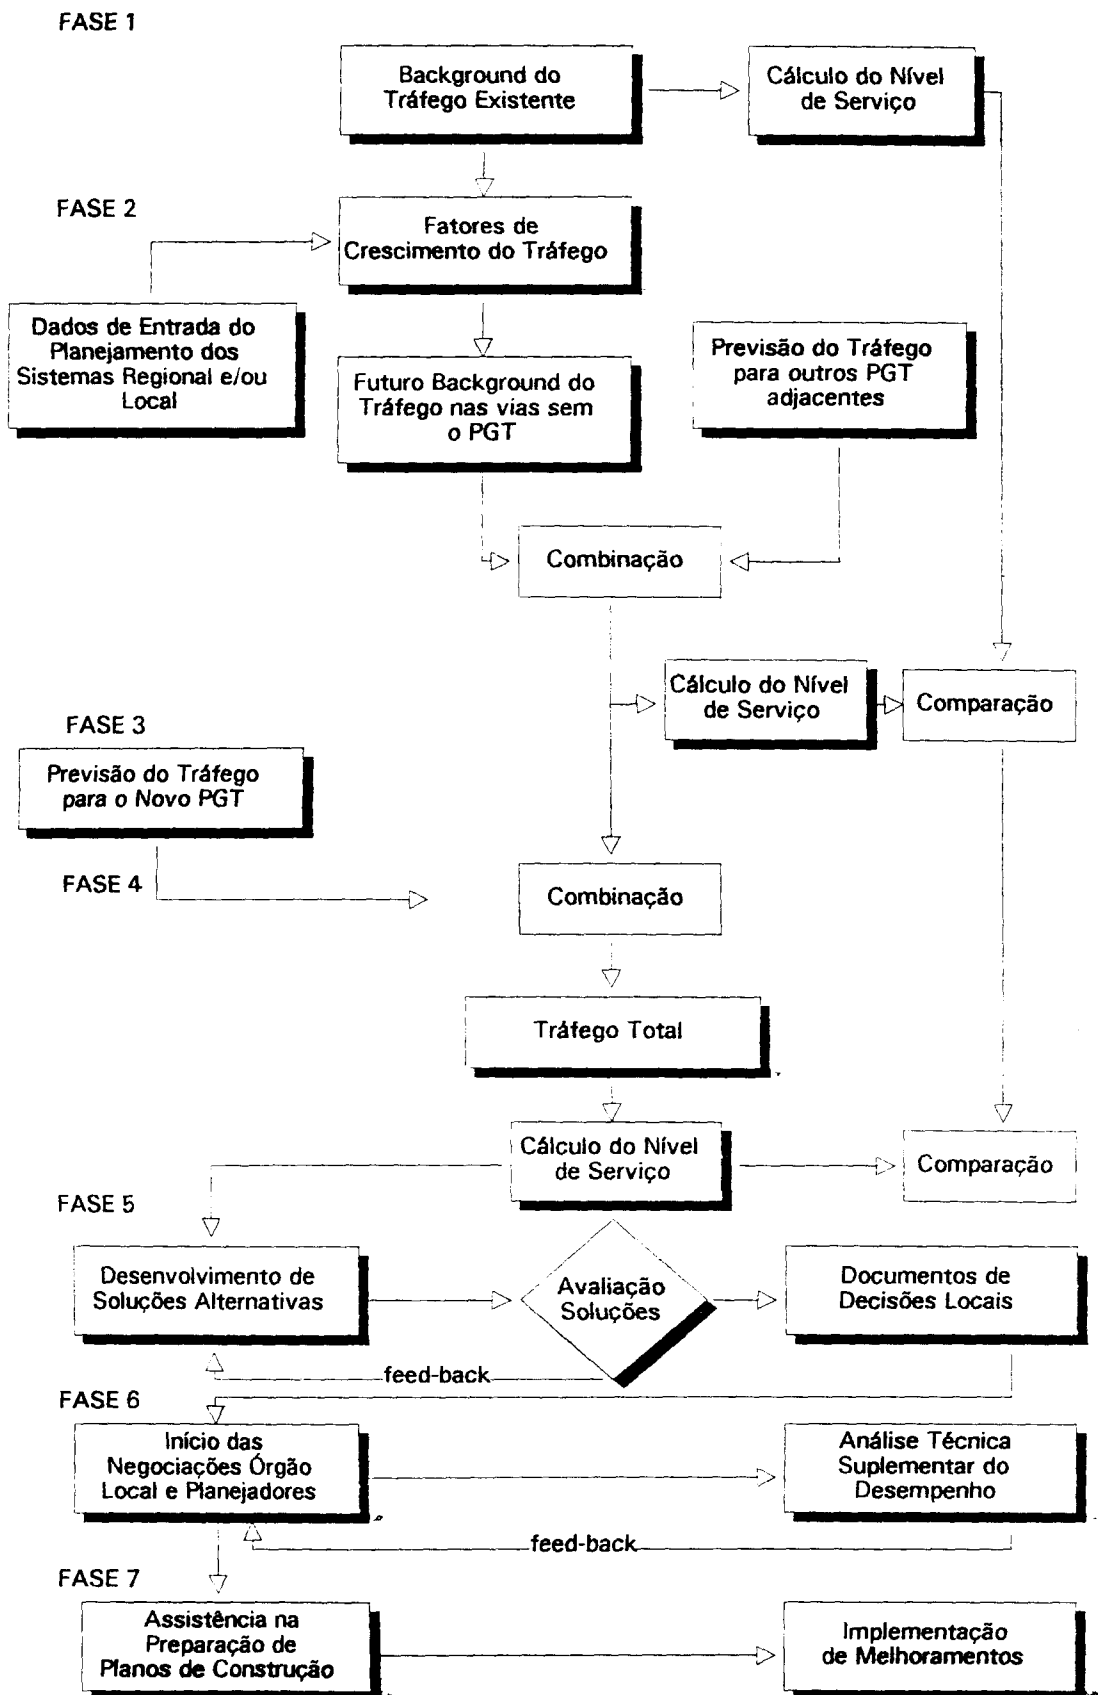 FASE 1
Background do
Tráfego Existente
Cálculo do Nível
de Serviço
FASE 2
Fatores de
Crescimento do Tráfego
Dados de Entrada do
Planejamento dos
Sistemas Regional e/ou
Local
Futuro Background do
Tráfego nas vias sem
o PGT
Previsão do Tráfego
para outros PGT
adjacentes
Combinação
Cálculo do Nível
de Serviço
Comparação
FASE 3
Previsão do Tráfego
para o Novo PGT
FASE 4
Combinação
Tráfego Total
Cálculo do Nível
de Serviço
Comparação
FASE 5
Desenvolvimento de
Soluções Alternativas
Avaliação
Soluções
Documentos de
Decisões Locais
feed-back
FASE 6
Início das
Negociações Órgão
Local e Planejadores
Análise Técnica
Suplementar do
Desempenho
feed-back
FASE 7
Assistência na
Preparação de
Planos de Construção
Implementação
de Melhoramentos